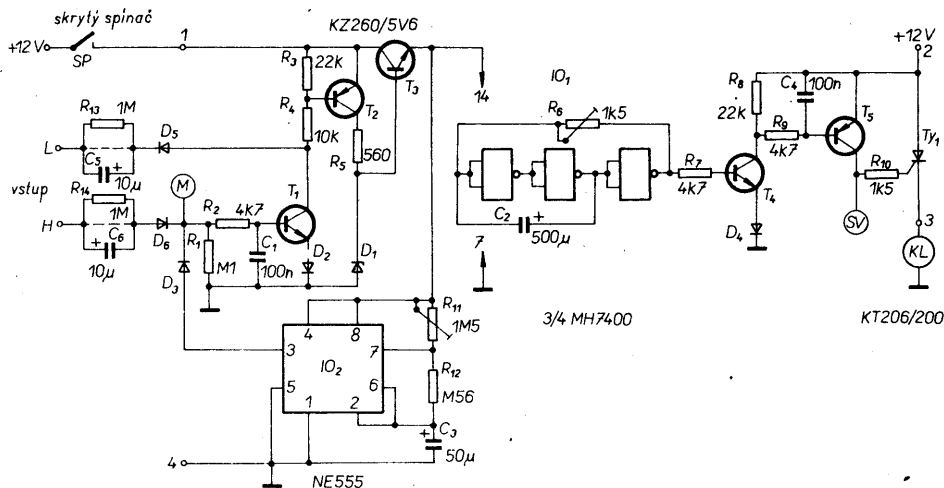 skrytý spínač
+12V
SP
1
KZ260/5V6
T₃
R₃
22k
R₄
10k
T₂
R₅
560
14
R₁₃
1M
L
C₅
+
10μ
D₅
vstup
R₁₄
1M
H
+
C₆
10μ
M
D₆
R₂
4k7
T₁
R₁
M1
C₁
100n
D₂
D₁
D₃
IO₁
R₆
1k5
C₂
+
500μ
7
3/4 MH7400
R₇
4k7
R₈
22k
C₄
100n
R₉
4k7
T₄
T₅
D₄
R₁₀
1k5
SV
+12V
2
Ty₁
3
KL
KT206/200
4
8
3
IO₂
7
5
6
1
2
R₁₁
1M5
R₁₂
M56
+
C₃
50μ
4
NE555